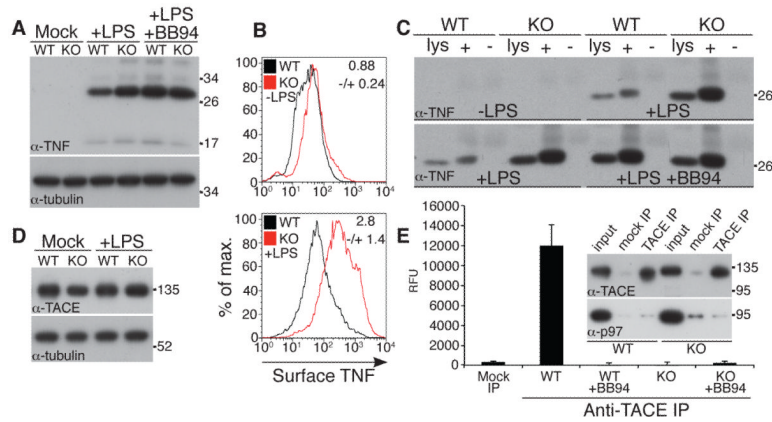 A
Mock +LPS +LPS +BB94
WT KO WT KO WT KO
34
26
17
α-TNF
34
α-tubulin
B
WT 0.88
KO -/+ 0.24
-LPS
100
80
60
40
20
0
10⁰ 10¹ 10² 10³ 10⁴
WT 2.8
KO -/+ 1.4
+LPS
100
80
60
40
20
0
10⁰ 10¹ 10² 10³ 10⁴
% of max.
Surface TNF
C
WT KO WT KO
lys + - lys + - lys + - lys + -
α-TNF -LPS +LPS 26
α-TNF +LPS +LPS +BB94 26
D
Mock +LPS
WT KO WT KO
α-TACE 135
α-tubulin 52
E
RFU
16000
14000
12000
10000
8000
6000
4000
2000
0
Mock IP
WT
WT +BB94
KO
KO +BB94
Anti-TACE IP
input mock IP TACE IP input mock IP TACE IP
α-TACE
135
95
α-p97
95
WT KO